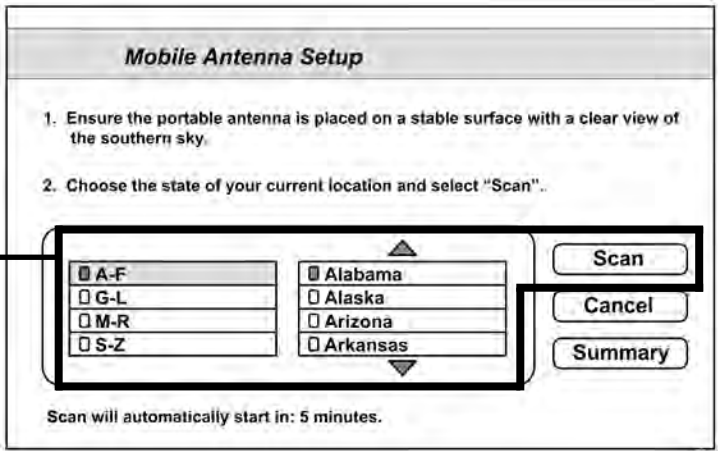 Mobile Antenna Setup
1. Ensure the portable antenna is placed on a stable surface with a clear view of
the southern sky.
2. Choose the state of your current location and select “Scan”.
A-F
G-L
M-R
S-Z
Alabama
Alaska
Arizona
Arkansas
Scan
Cancel
Summary
Scan will automatically start in: 5 minutes.